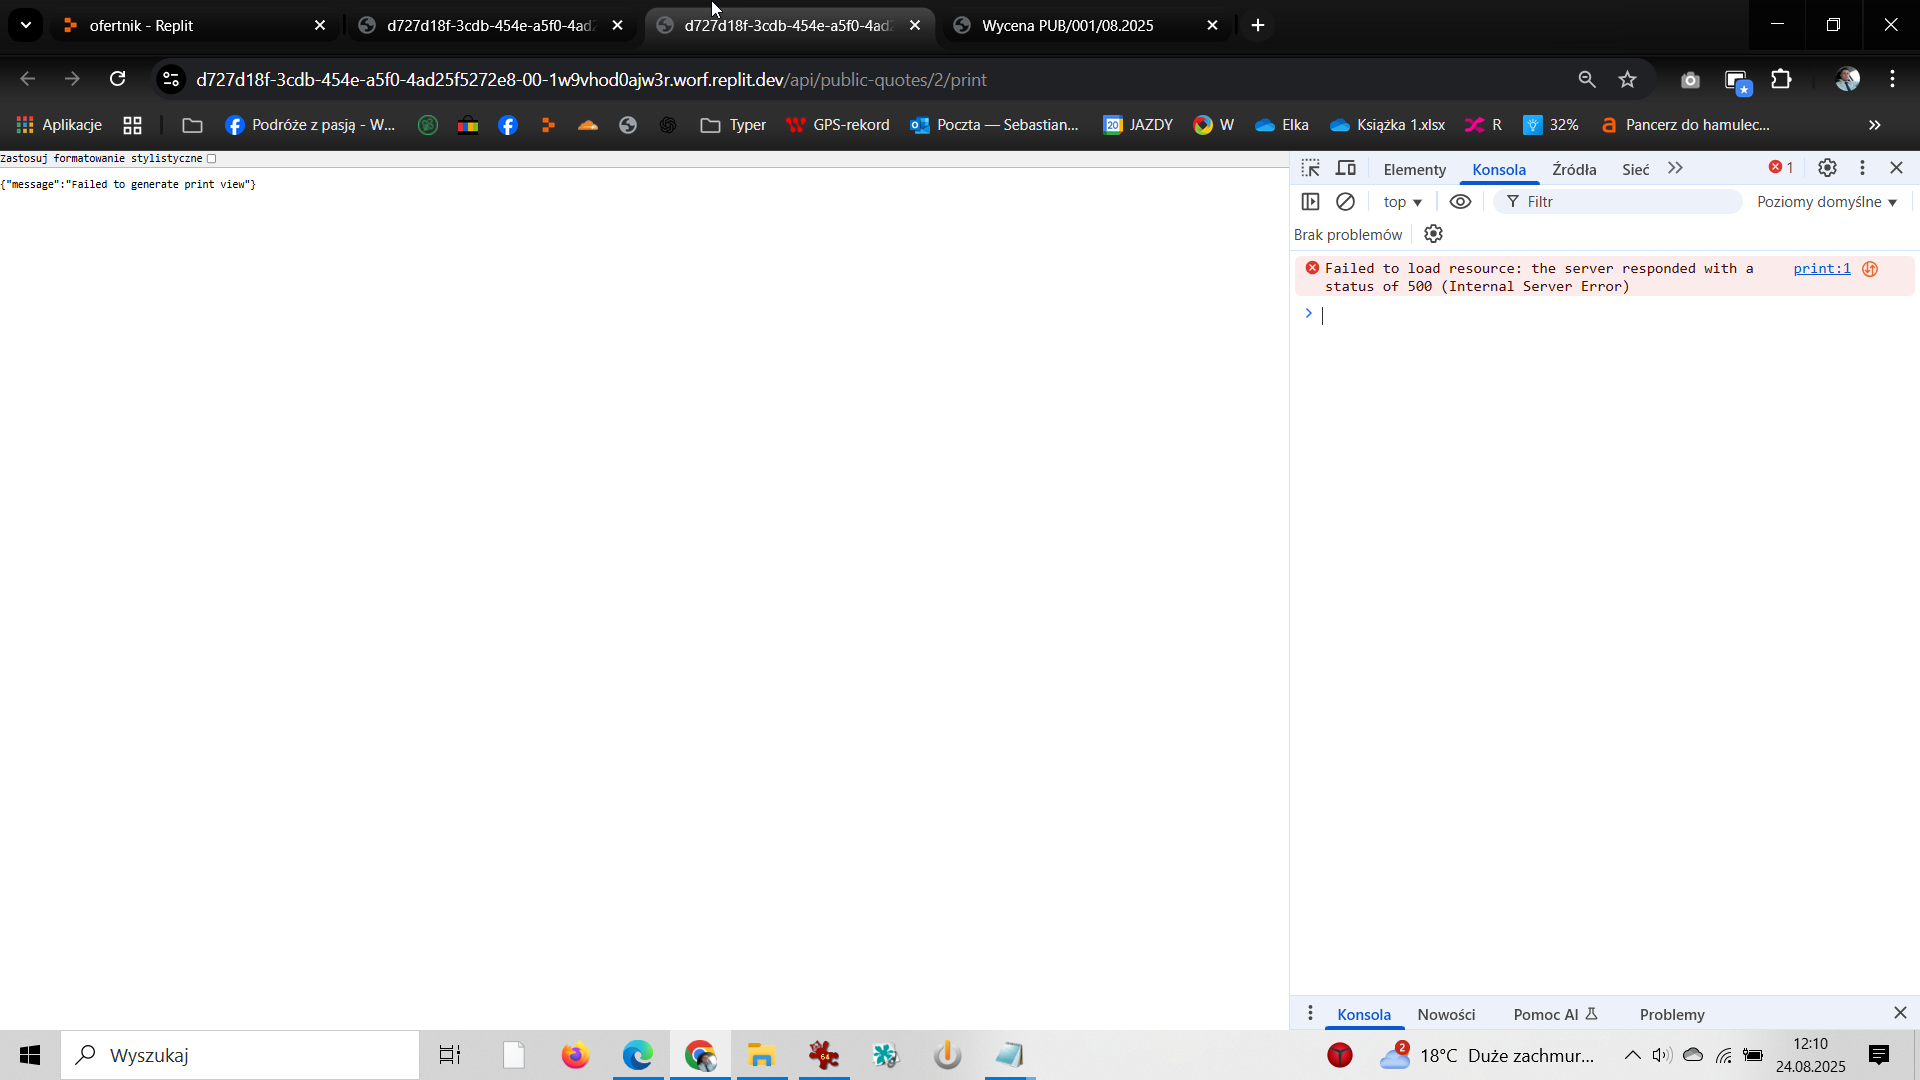 ofertnik - Replit
d727d18f-3cdb-454e-a5f0-4ad2
d727d18f-3cdb-454e-a5f0-4ad2
Wycena PUB/001/08.2025
d727d18f-3cdb-454e-a5f0-4ad25f5272e8-00-1w9vhod0ajw3r.worf.replit.dev/api/public-quotes/2/print
Aplikacje
Podróże z pasją - W...
Typer
GPS-rekord
Poczta — Sebastian...
20
JAZDY
W
Elka
Książka 1.xlsx
R
32%
Pancerz do hamulec...
Zastosuj formatowanie stylistyczne
{"message":"Failed to generate print view"}
Elementy
Konsola
Źródła
Sieć
1
top
Filtr
Poziomy domyślne
Brak problemów
Failed to load resource: the server responded with a
status of 500 (Internal Server Error)
print:1
Konsola
Nowości
Pomoc AI
Problemy
Wyszukaj
64
2
18°C Duże zachmur...
12:10
24.08.2025